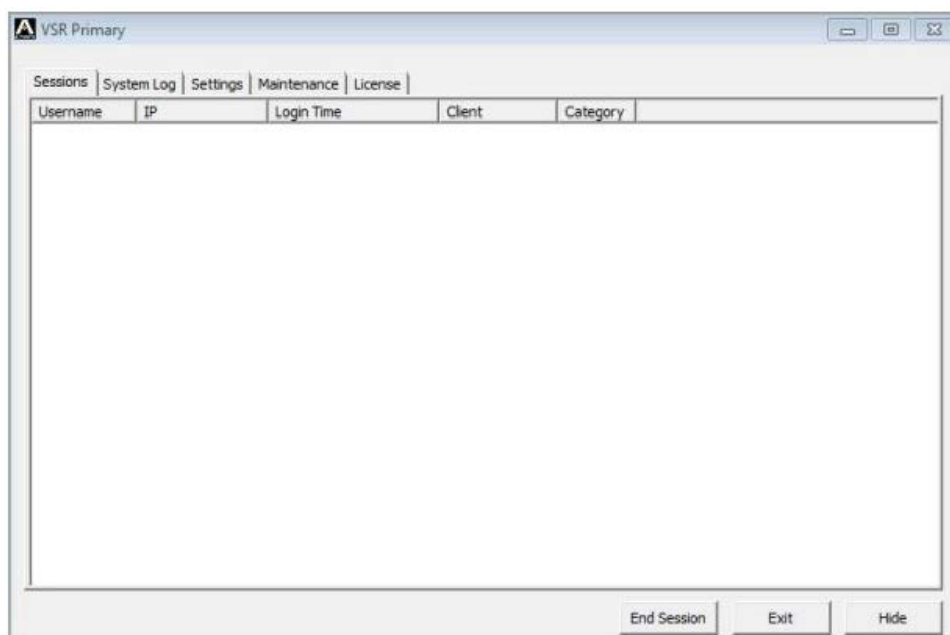 VSR Primary
Sessions System Log Settings Maintenance License
Username IP Login Time Client Category
End Session Exit Hide